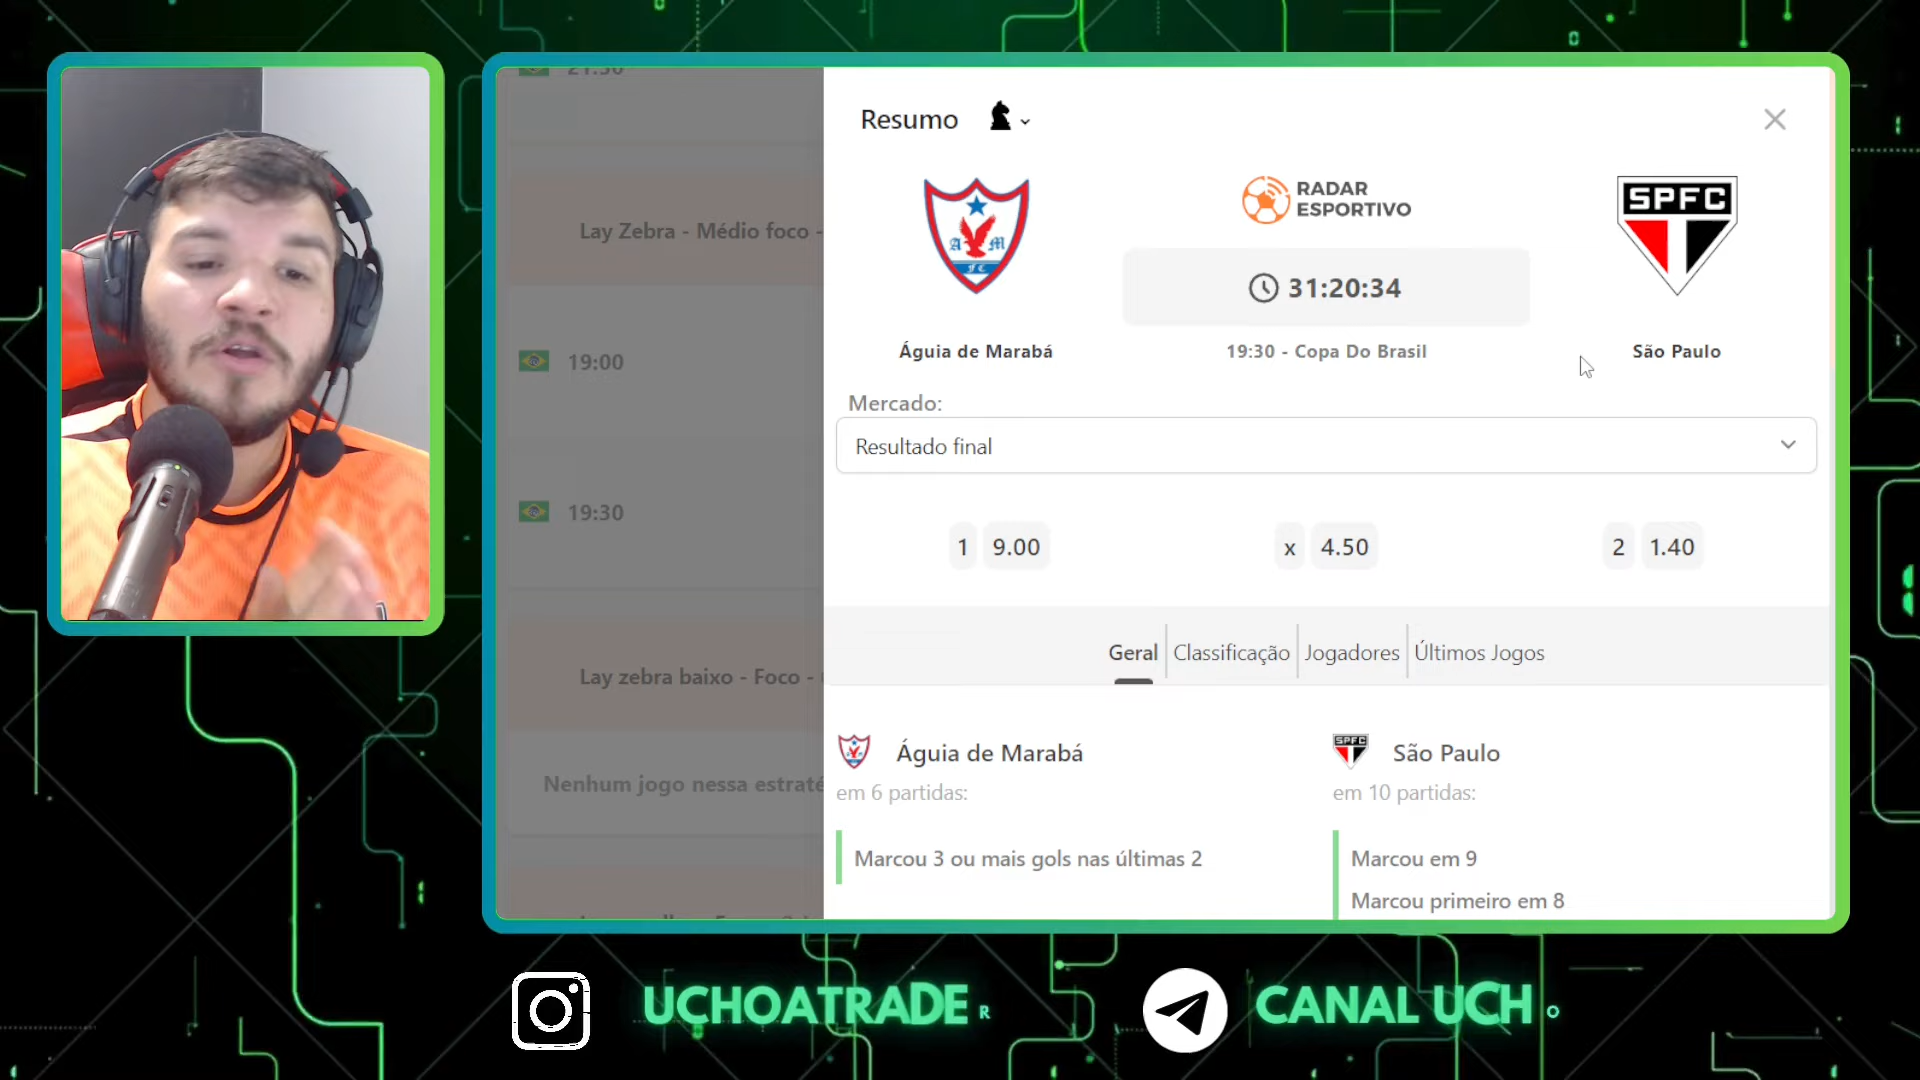 21:30
Lay Zebra - Médio foco -
19:00
19:30
Lay zebra baixo - Foco -
Nenhum jogo nessa estraté
Resumo
RADAR
ESPORTIVO
SPFC
A M
FC
31:20:34
Águia de Marabá
19:30 - Copa Do Brasil
São Paulo
Mercado:
Resultado final
1 9.00
x 4.50
2 1.40
Geral Classificação Jogadores Últimos Jogos
Águia de Marabá
SPFC São Paulo
em 6 partidas:
em 10 partidas:
Marcou 3 ou mais gols nas últimas 2
Marcou em 9
Marcou primeiro em 8
UCHOATRADE R
CANAL UCH O